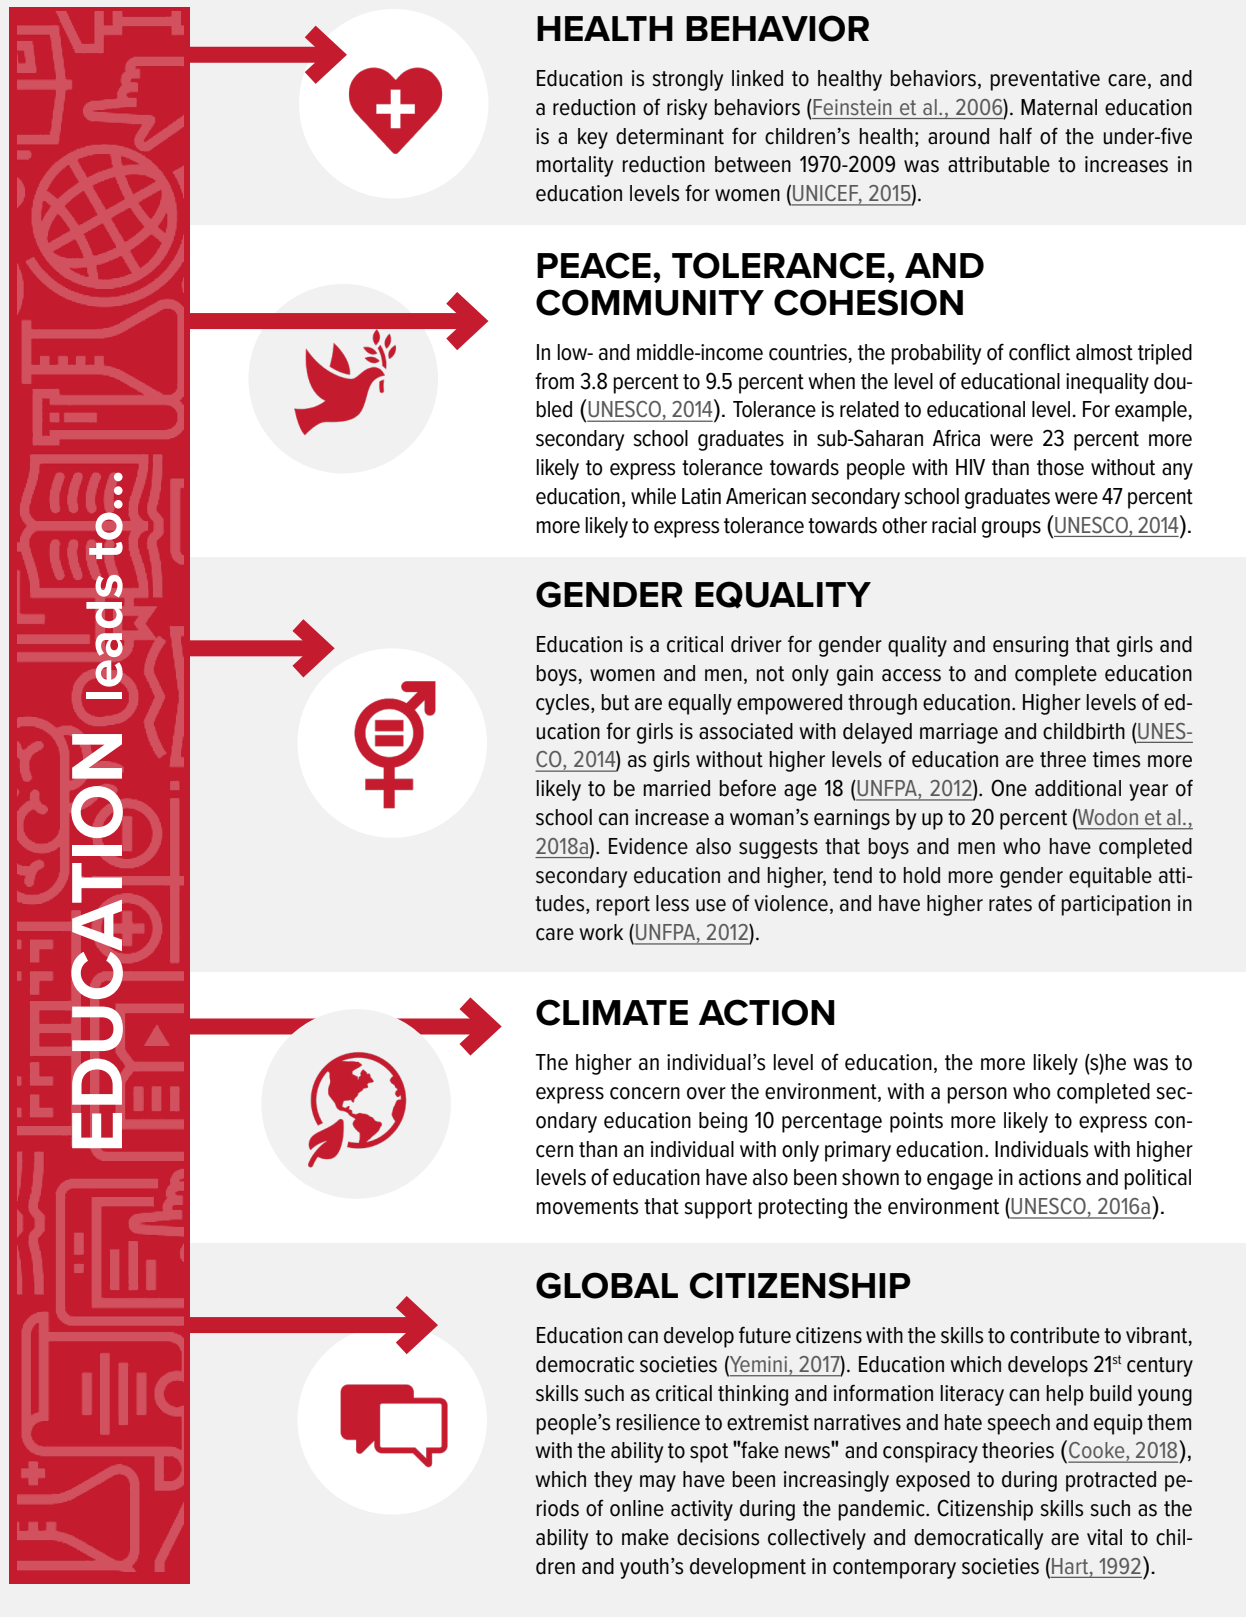 EDUCATION leads to...
HEALTH BEHAVIOR
Education is strongly linked to healthy behaviors, preventative care, and
a reduction of risky behaviors (Feinstein et al., 2006). Maternal education
is a key determinant for children’s health; around half of the under-five
mortality reduction between 1970-2009 was attributable to increases in
education levels for women (UNICEF, 2015).
PEACE, TOLERANCE, AND
COMMUNITY COHESION
In low- and middle-income countries, the probability of conflict almost tripled
from 3.8 percent to 9.5 percent when the level of educational inequality dou-
bled (UNESCO, 2014). Tolerance is related to educational level. For example,
secondary school graduates in sub-Saharan Africa were 23 percent more
likely to express tolerance towards people with HIV than those without any
education, while Latin American secondary school graduates were 47 percent
more likely to express tolerance towards other racial groups (UNESCO, 2014).
GENDER EQUALITY
Education is a critical driver for gender quality and ensuring that girls and
boys, women and men, not only gain access to and complete education
cycles, but are equally empowered through education. Higher levels of ed-
ucation for girls is associated with delayed marriage and childbirth (UNES-
CO, 2014) as girls without higher levels of education are three times more
likely to be married before age 18 (UNFPA, 2012). One additional year of
school can increase a woman’s earnings by up to 20 percent (Wodon et al.,
2018a). Evidence also suggests that boys and men who have completed
secondary education and higher, tend to hold more gender equitable atti-
tudes, report less use of violence, and have higher rates of participation in
care work (UNFPA, 2012).
CLIMATE ACTION
The higher an individual’s level of education, the more likely (s)he was to
express concern over the environment, with a person who completed sec-
ondary education being 10 percentage points more likely to express con-
cern than an individual with only primary education. Individuals with higher
levels of education have also been shown to engage in actions and political
movements that support protecting the environment (UNESCO, 2016a).
GLOBAL CITIZENSHIP
Education can develop future citizens with the skills to contribute to vibrant,
democratic societies (Yemini, 2017). Education which develops 21st century
skills such as critical thinking and information literacy can help build young
people’s resilience to extremist narratives and hate speech and equip them
with the ability to spot "fake news" and conspiracy theories (Cooke, 2018),
which they may have been increasingly exposed to during protracted pe-
riods of online activity during the pandemic. Citizenship skills such as the
ability to make decisions collectively and democratically are vital to chil-
dren and youth’s development in contemporary societies (Hart, 1992).